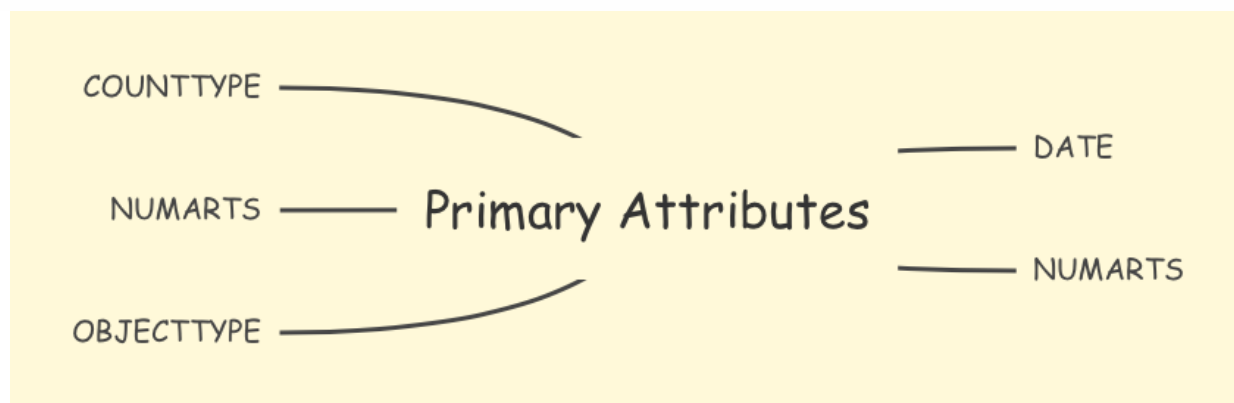 COUNTTYPE
DATE
NUMARTS
Primary Attributes
NUMARTS
OBJECTTYPE